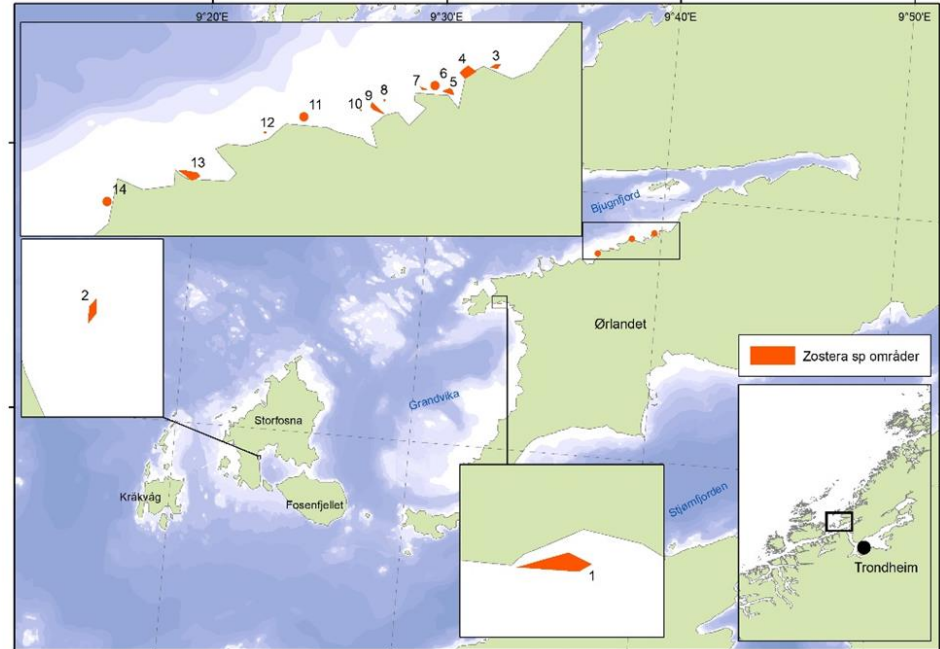 9°20'E
9°30'E
9°40'E
9°50'E
3
4
6
7
5
8
9
10
11
12
13
14
Bjugnfjord
2
Ørlandet
Zostera sp områder
Grandvika
Storfosna
Kråkvåg
Fosenfjellet
Stjørnfjorden
1
Trondheim